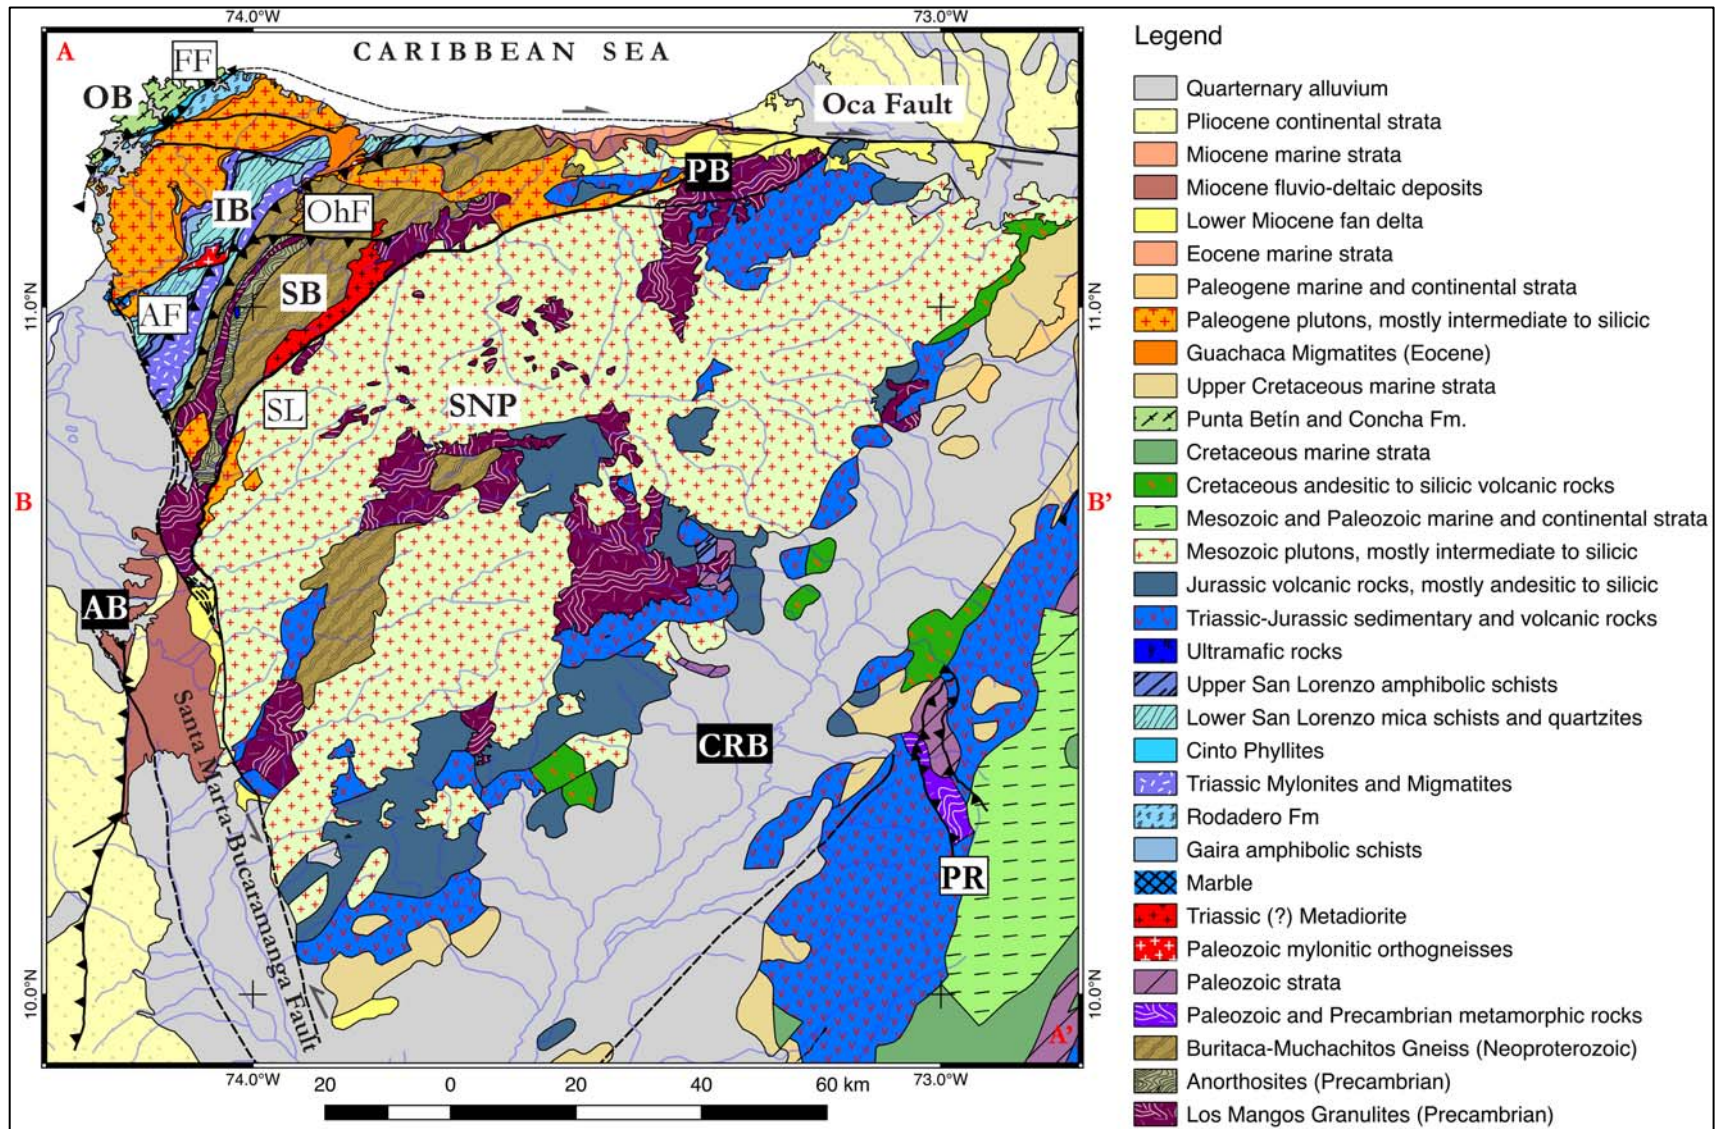 74.0°W
73.0°W
A
CARIBBEAN SEA
FF
OB
Oca Fault
PB
IB
OhF
SB
11.0°N
11.0°N
AF
SL
SNP
B
B'
AB
Santa Marta-Bucaramanga Fault
CRB
PR
10.0°N
10.0°N
A'
74.0°W
73.0°W
20 0 20 40 60 km
Legend
Quarternary alluvium
Pliocene continental strata
Miocene marine strata
Miocene fluvio-deltaic deposits
Lower Miocene fan delta
Eocene marine strata
Paleogene marine and continental strata
Paleogene plutons, mostly intermediate to silicic
Guachaca Migmatites (Eocene)
Upper Cretaceous marine strata
Punta Betín and Concha Fm.
Cretaceous marine strata
Cretaceous andesitic to silicic volcanic rocks
Mesozoic and Paleozoic marine and continental strata
Mesozoic plutons, mostly intermediate to silicic
Jurassic volcanic rocks, mostly andesitic to silicic
Triassic-Jurassic sedimentary and volcanic rocks
Ultramafic rocks
Upper San Lorenzo amphibolic schists
Lower San Lorenzo mica schists and quartzites
Cinto Phyllites
Triassic Mylonites and Migmatites
Rodadero Fm
Gaira amphibolic schists
Marble
Triassic (?) Metadiorite
Paleozoic mylonitic orthogneisses
Paleozoic strata
Paleozoic and Precambrian metamorphic rocks
Buritaca-Muchachitos Gneiss (Neoproterozoic)
Anorthosites (Precambrian)
Los Mangos Granulites (Precambrian)